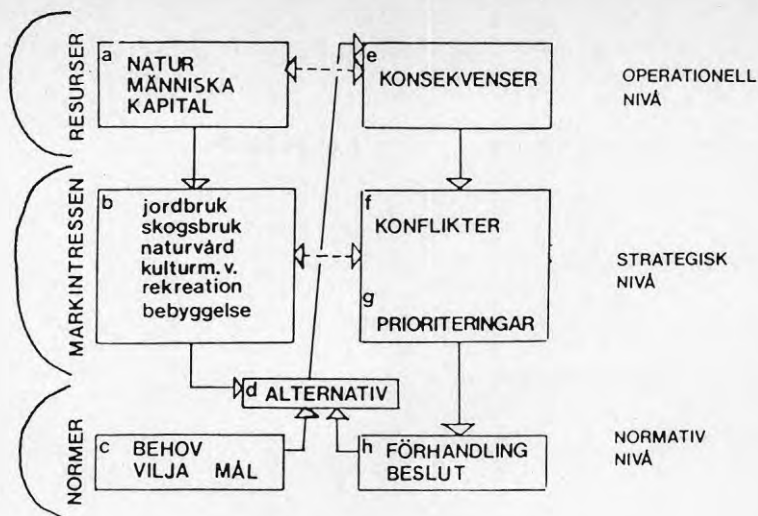 RESURSER
a
NATUR
MÄNNISKA
KAPITAL
e
KONSEKVENSER
OPERATIONELL
NIVÅ
MARKINTRESSEN
b
jordbruk
skogsbruk
naturvård
kulturm. v.
rekreation
bebyggelse
f
KONFLIKTER
g
PRIORITERINGAR
STRATEGISK
NIVÅ
d ALTERNATIV
NORMER
c BEHOV
VILJA MÅL
h FÖRHANDLING
BESLUT
NORMATIV
NIVÅ